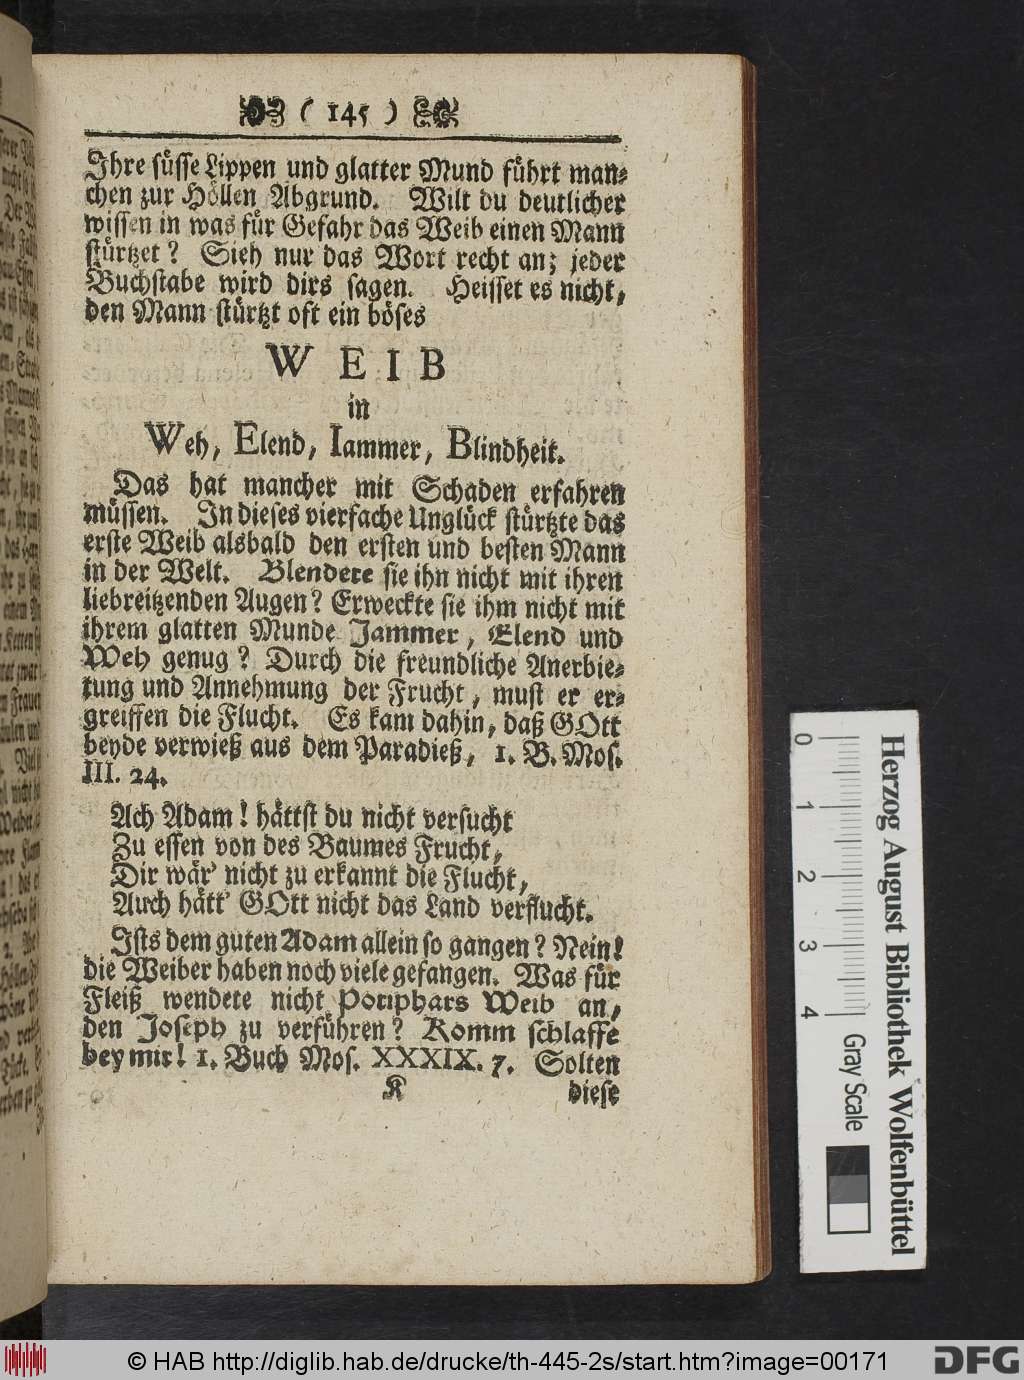 ( 145 )
Ihre süsse Lippen und glatter Mund führt man-
chen zur Höllen Abgrund. Wilt du deutlicher
wissen in was für Gefahr das Weib einen Mann
stürtzet? Sieh nur das Wort recht an; jeder
Buchstabe wird dirs sagen. Heisset es nicht,
den Mann stürtzt oft ein böses
WEIB
in
Weh, Elend, Iammer, Blindheit.
Das hat mancher mit Schaden erfahren
müssen. In dieses vierfache Unglück stürtzte das
erste Weib alsbald den ersten und besten Mann
in der Welt. Blendete sie ihn nicht mit ihren
liebreitzenden Augen? Erweckte sie ihm nicht mit
ihrem glatten Munde Jammer, Elend und
Weh genug? Durch die freundliche Anerbie-
tung und Annehmung der Frucht, must er er-
greiffen die Flucht. Es kam dahin, daß GOtt
beyde verwieß aus dem Paradieß, 1. B. Mos.
III. 24.
Ach Adam! hättst du nicht versucht
Zu essen von des Baumes Frucht,
Dir wär' nicht zu erkannt die Flucht,
Auch hätt' GOtt nicht das Land verflucht.
Ists dem guten Adam allein so gangen? Nein!
die Weiber haben noch viele gefangen. Was für
Fleiß wendete nicht Potiphars Weib an,
den Joseph zu verführen? Komm schlaffe
bey mir! 1. Buch Mos. XXXIX. 7. Solten
K diese
Herzog August Bibliothek Wolfenbüttel
0 1 2 3 4 Gray Scale
© HAB http://diglib.hab.de/drucke/th-445-2s/start.htm?image=00171
DFG